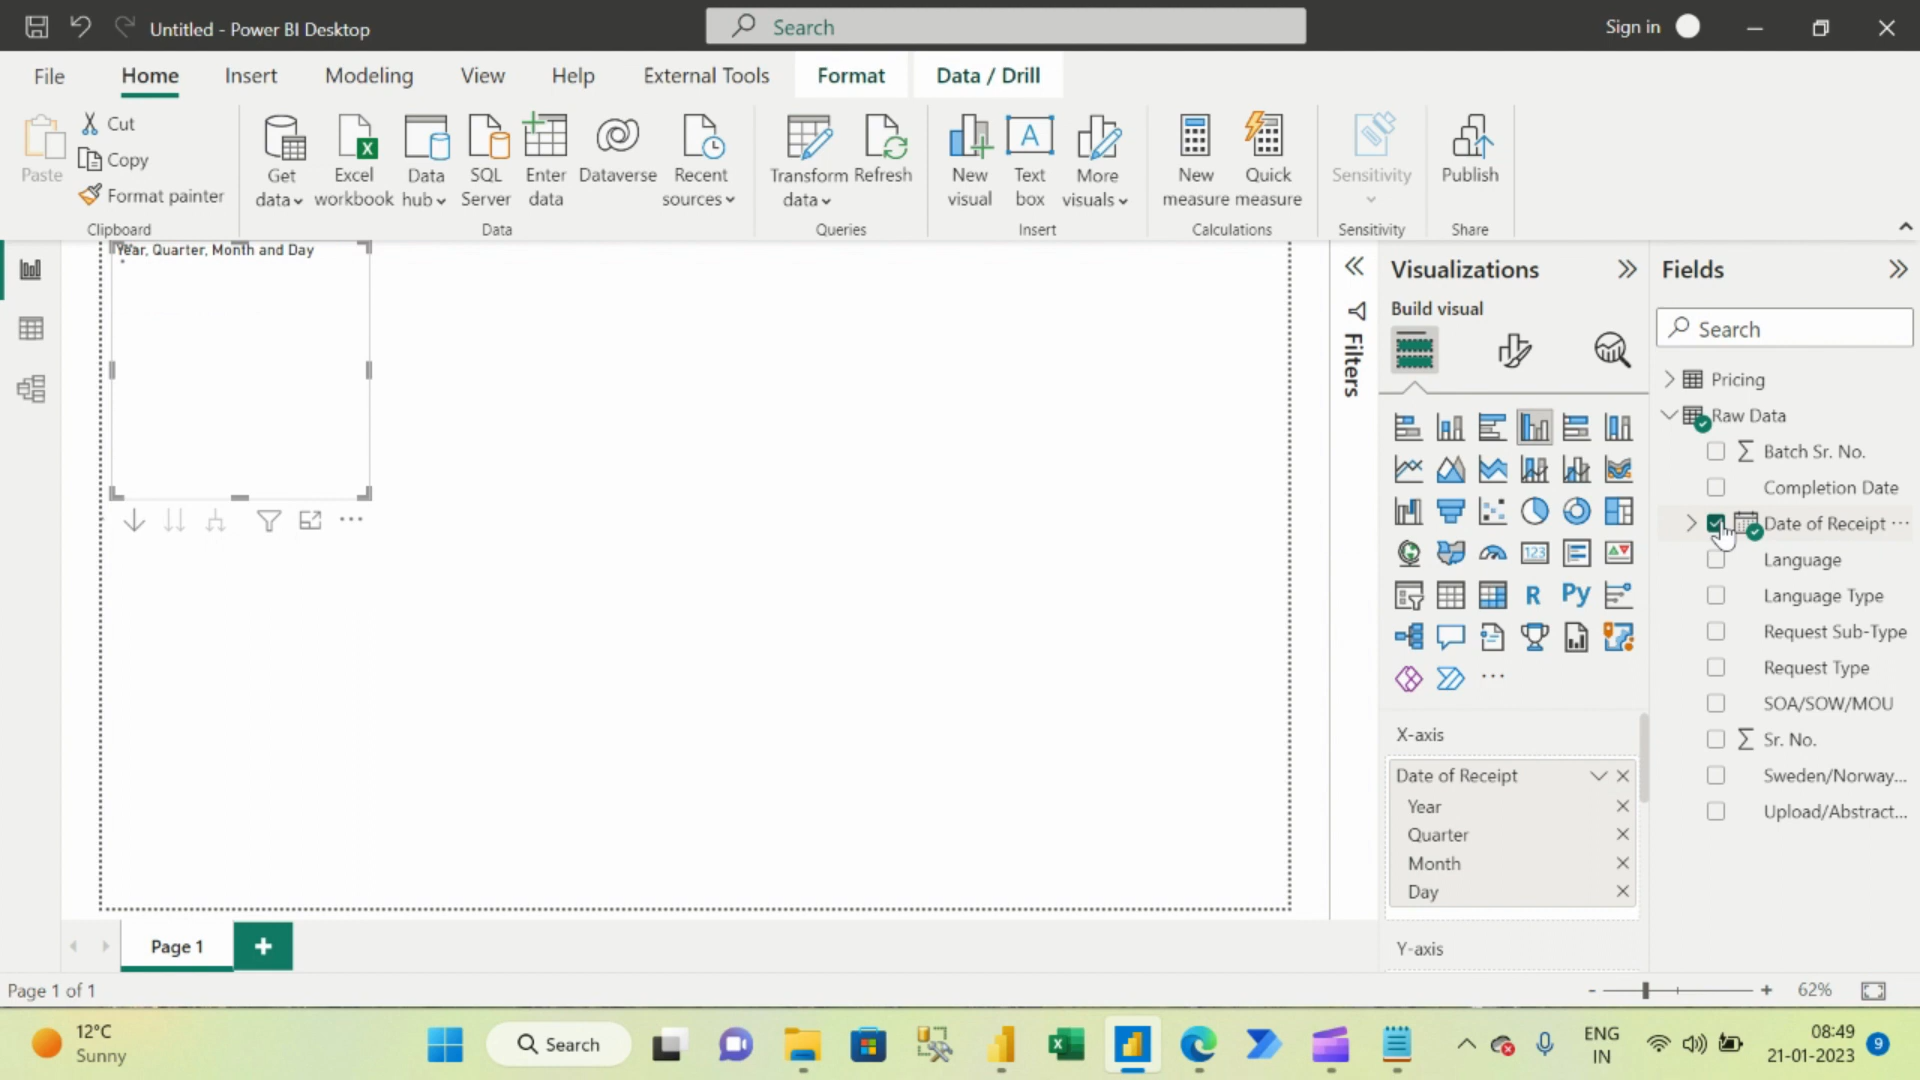 Untitled - Power BI Desktop
Search
Sign in
File
Home
Insert
Modeling
View
Help
External Tools
Format
Data / Drill
Paste
Cut
Copy
Format painter
Clipboard
Get data
Excel workbook
Data hub
SQL Server
Enter data
Dataverse
Recent sources
Data
Transform data
Refresh
Queries
New visual
Text box
More visuals
Insert
New measure
Quick measure
Calculations
Sensitivity
Sensitivity
Publish
Share
Year, Quarter, Month and Day
Filters
Visualizations
Build visual
123
R
Py
X-axis
Date of Receipt
Year
Quarter
Month
Day
Y-axis
Fields
Search
Pricing
Raw Data
Batch Sr. No.
Completion Date
Date of Receipt
Language
Language Type
Request Sub-Type
Request Type
SOA/SOW/MOU
Sr. No.
Sweden/Norway...
Upload/Abstract...
Page 1
Page 1 of 1
62%
12°C
Sunny
Search
ENG
IN
08:49
21-01-2023
9